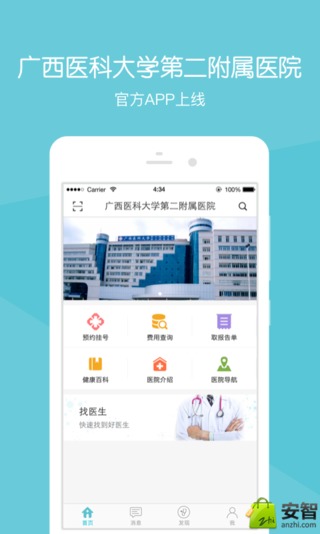 广西医科大学第二附属医院
官方APP上线
Carrier
4:34
100%
广西医科大学第二附属医院
预约挂号
费用查询
取报告单
健康百科
医院介绍
医院导航
找医生
快速找到好医生
首页
消息
发现
我
zhi
安智
anzhi.com